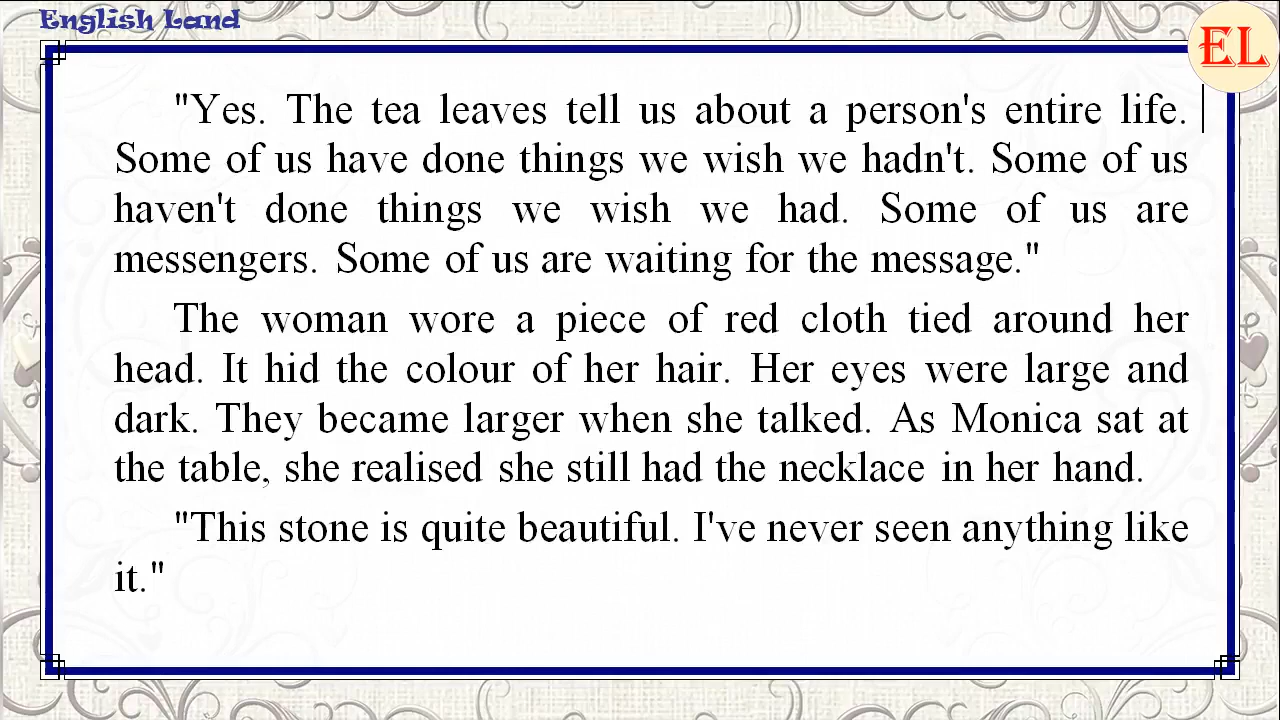 English Land
EL
"Yes. The tea leaves tell us about a person's entire life.
Some of us have done things we wish we hadn't. Some of us
haven't done things we wish we had. Some of us are
messengers. Some of us are waiting for the message."
The woman wore a piece of red cloth tied around her
head. It hid the colour of her hair. Her eyes were large and
dark. They became larger when she talked. As Monica sat at
the table, she realised she still had the necklace in her hand.
"This stone is quite beautiful. I've never seen anything like
it."